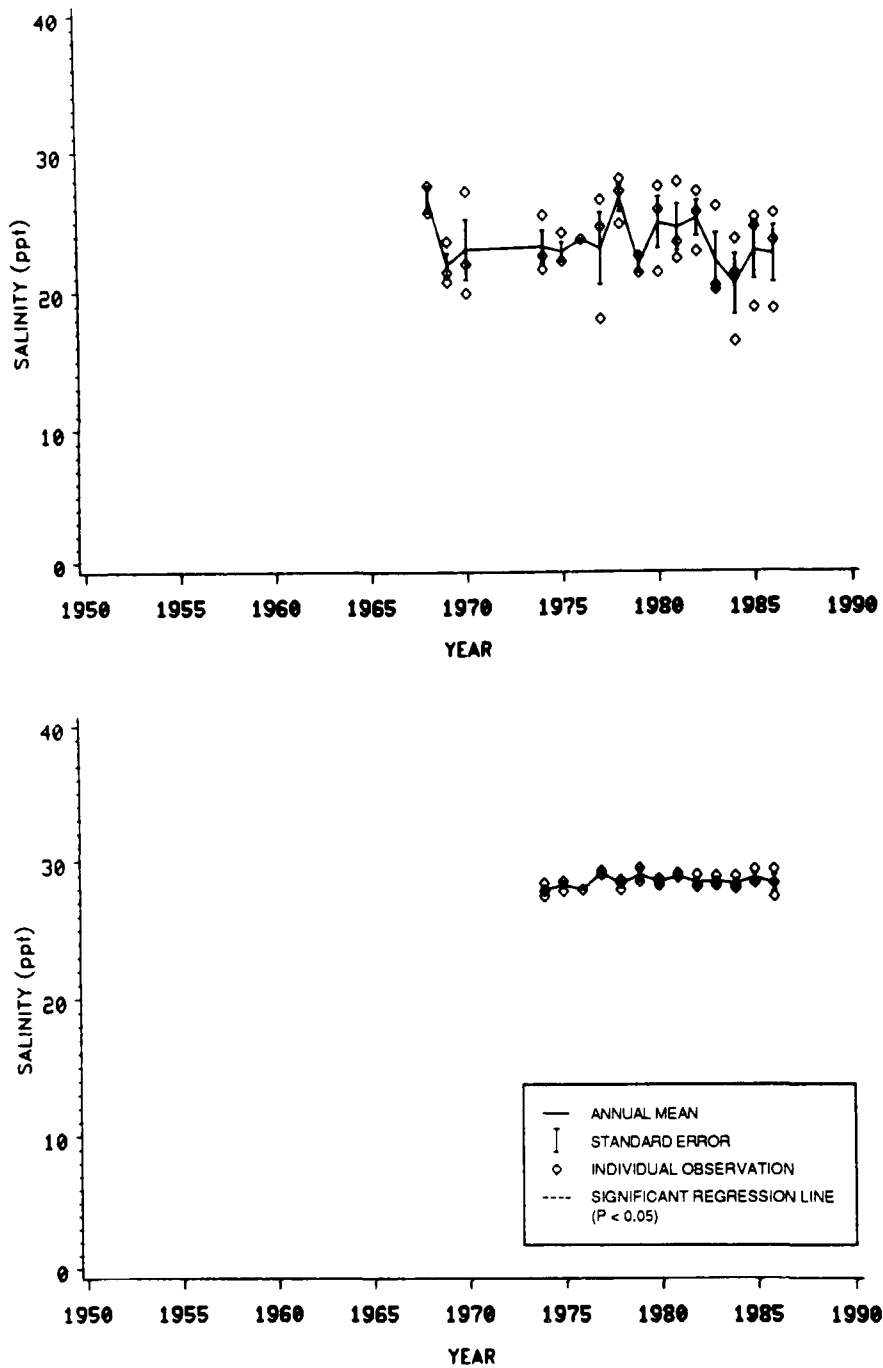 40
30
20
10
0
SALINITY (ppt)
1950 1955 1960 1965 1970 1975 1980 1985 1990
YEAR
40
30
20
10
0
SALINITY (ppt)
ANNUAL MEAN
STANDARD ERROR
INDIVIDUAL OBSERVATION
SIGNIFICANT REGRESSION LINE
(P < 0.05)
1950 1955 1960 1965 1970 1975 1980 1985 1990
YEAR